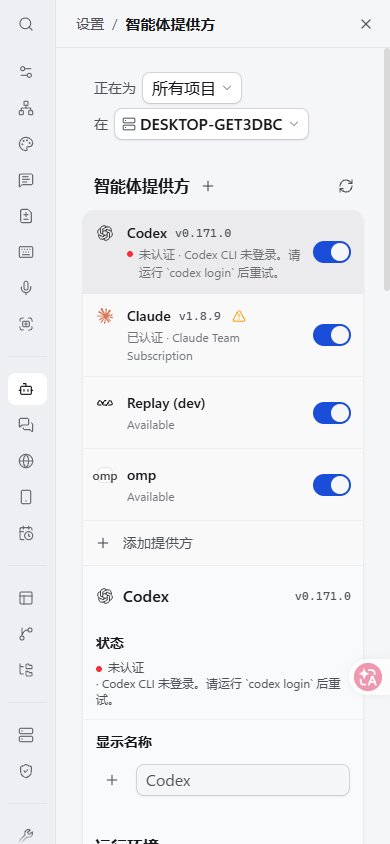 设置 / 智能体提供方
正在为 所有项目
在 DESKTOP-GET3DBC
智能体提供方
Codex v0.171.0
未认证 · Codex CLI 未登录。请
运行 `codex login` 后重试。
Claude v1.8.9
已认证 · Claude Team
Subscription
Replay (dev)
Available
omp omp
Available
添加提供方
Codex v0.171.0
状态
未认证
· Codex CLI 未登录。请运行 `codex login` 后重
试。
显示名称
Codex
运行环境